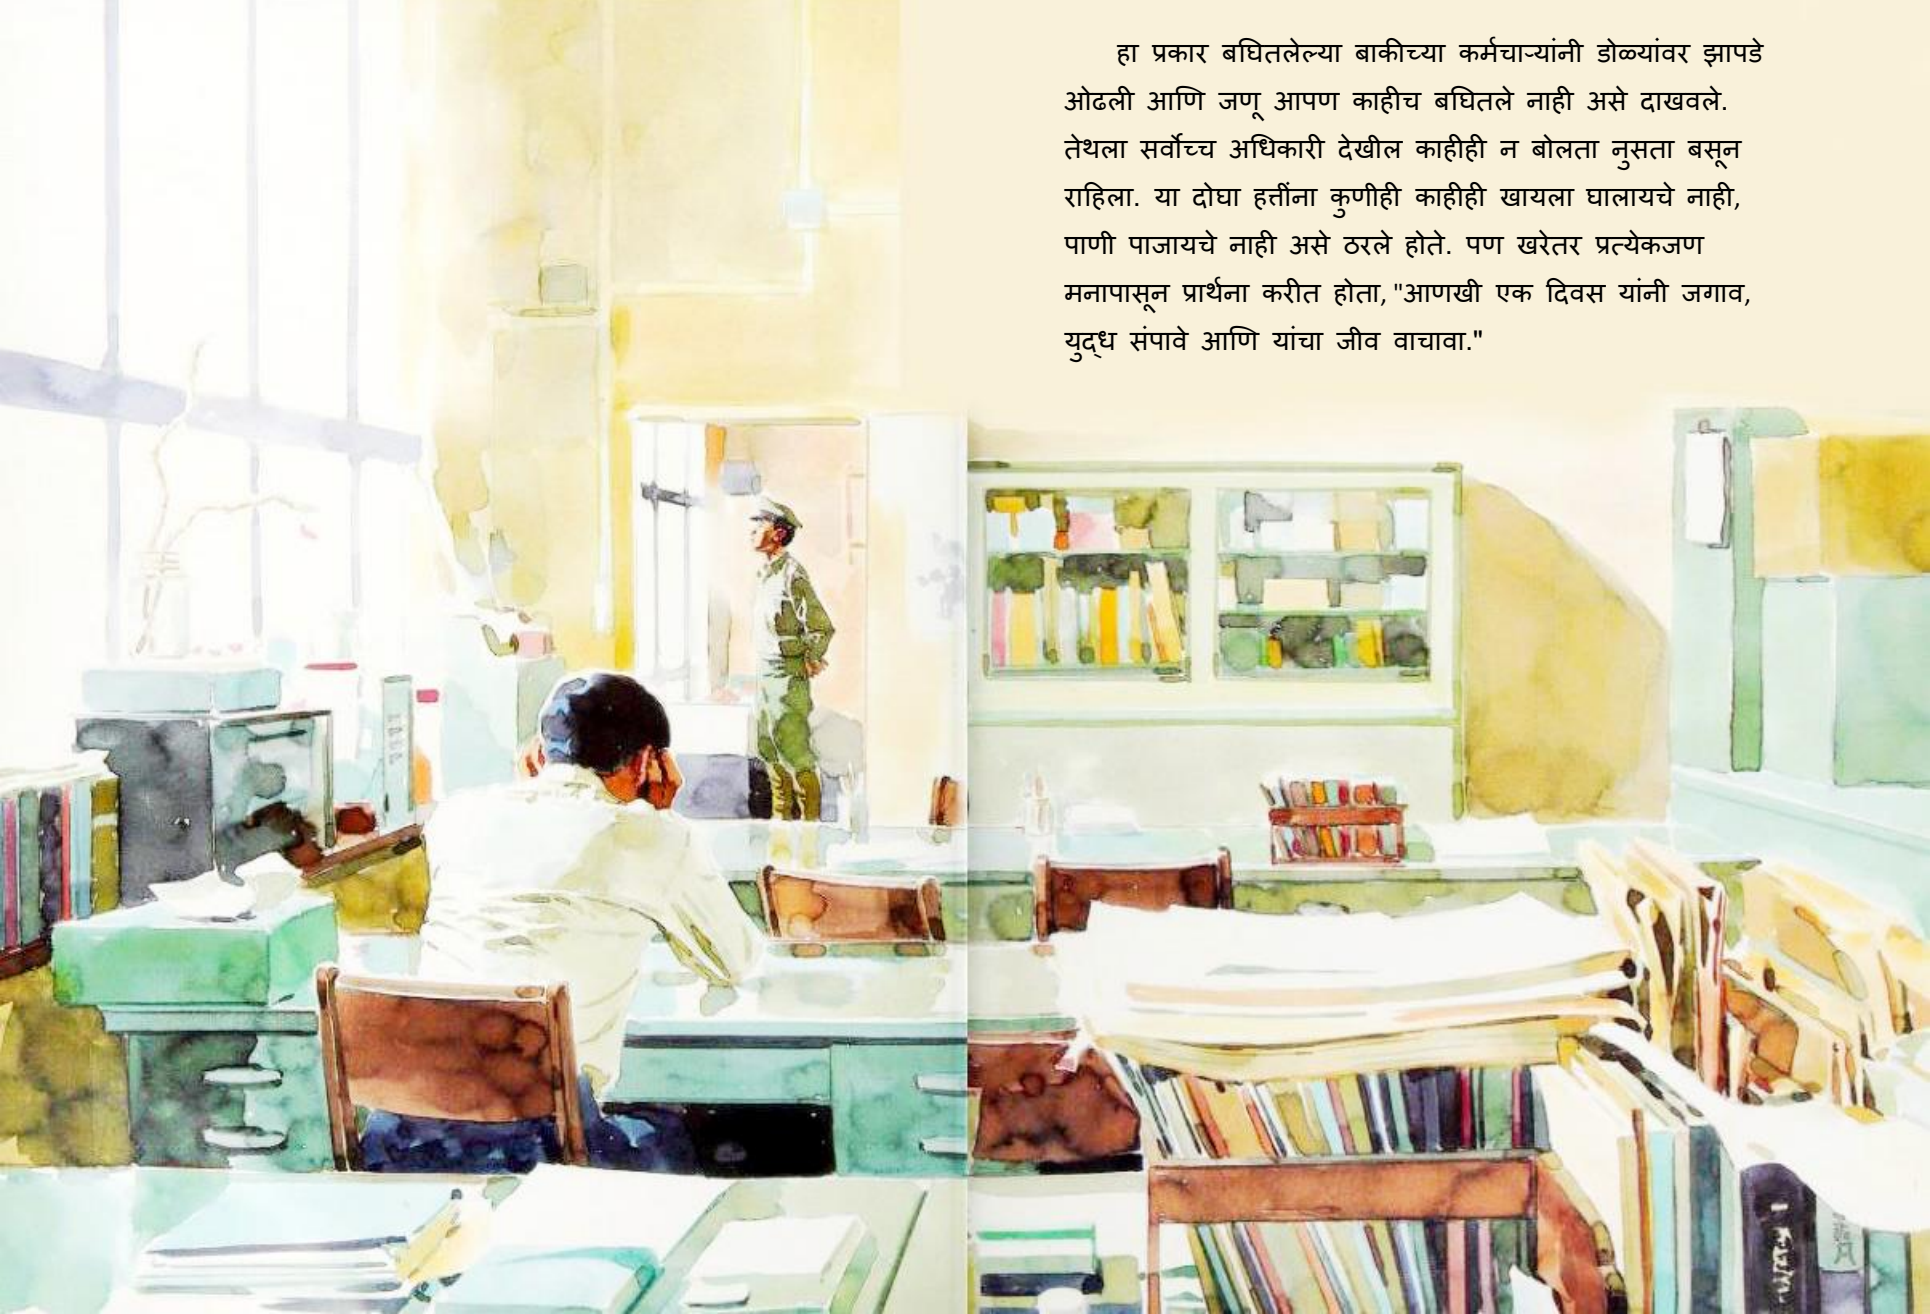 हा प्रकार बघितलेल्या बाकीच्या कर्मचाऱ्यांनी डोळ्यांवर झापडे
ओढली आणि जणू आपण काहीच बघितले नाही असे दाखवले.
तेथला सर्वोच्च अधिकारी देखील काहीही न बोलता नुसता बसून
राहिला. या दोघा हत्तींना कुणीही काहीही खायला घालायचे नाही,
पाणी पाजायचे नाही असे ठरले होते. पण खरेतर प्रत्येकजण
मनापासून प्रार्थना करीत होता, "आणखी एक दिवस यांनी जगाव,
युद्ध संपावे आणि यांचा जीव वाचावा."